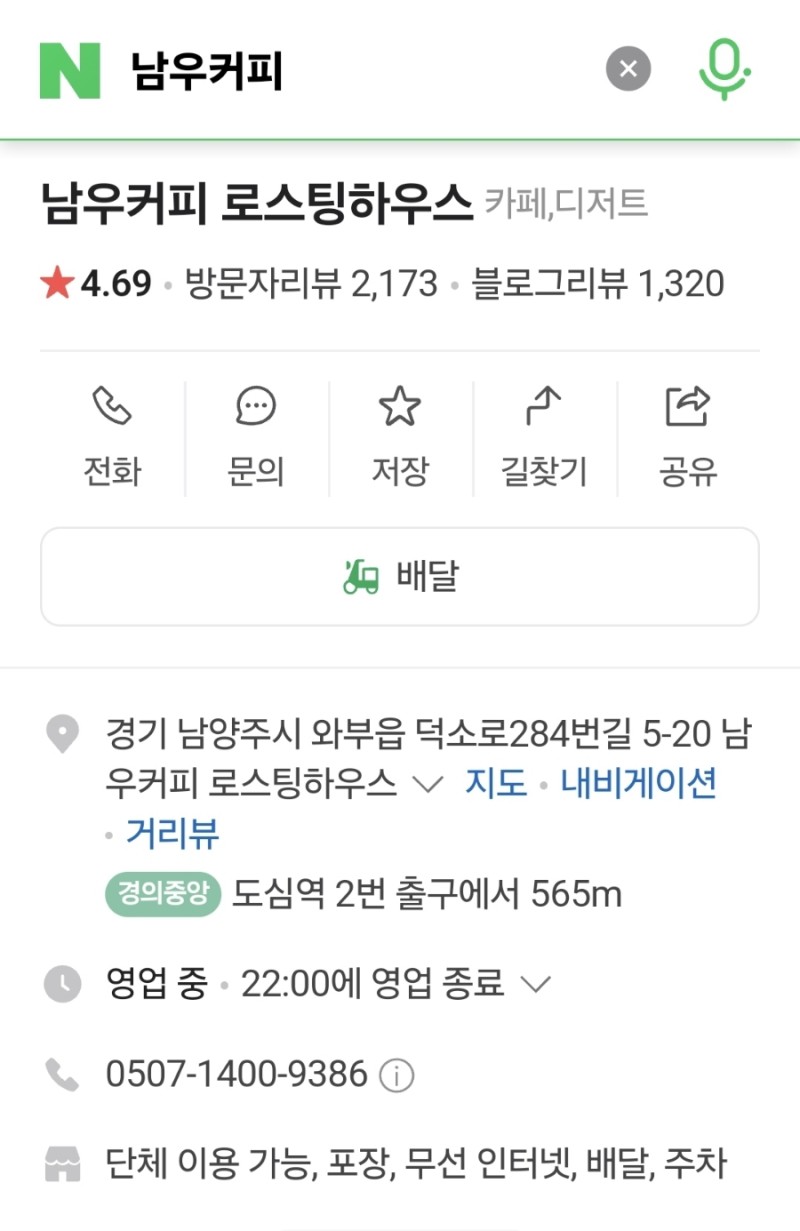 N 남우커피
남우커피 로스팅하우스 카페,디저트
★4.69 · 방문자리뷰 2,173 · 블로그리뷰 1,320
전화 문의 저장 길찾기 공유
배달
경기 남양주시 와부읍 덕소로284번길 5-20 남
우커피 로스팅하우스 지도 · 내비게이션
· 거리뷰
경의중앙 도심역 2번 출구에서 565m
영업 중 · 22:00에 영업 종료
0507-1400-9386
단체 이용 가능, 포장, 무선 인터넷, 배달, 주차